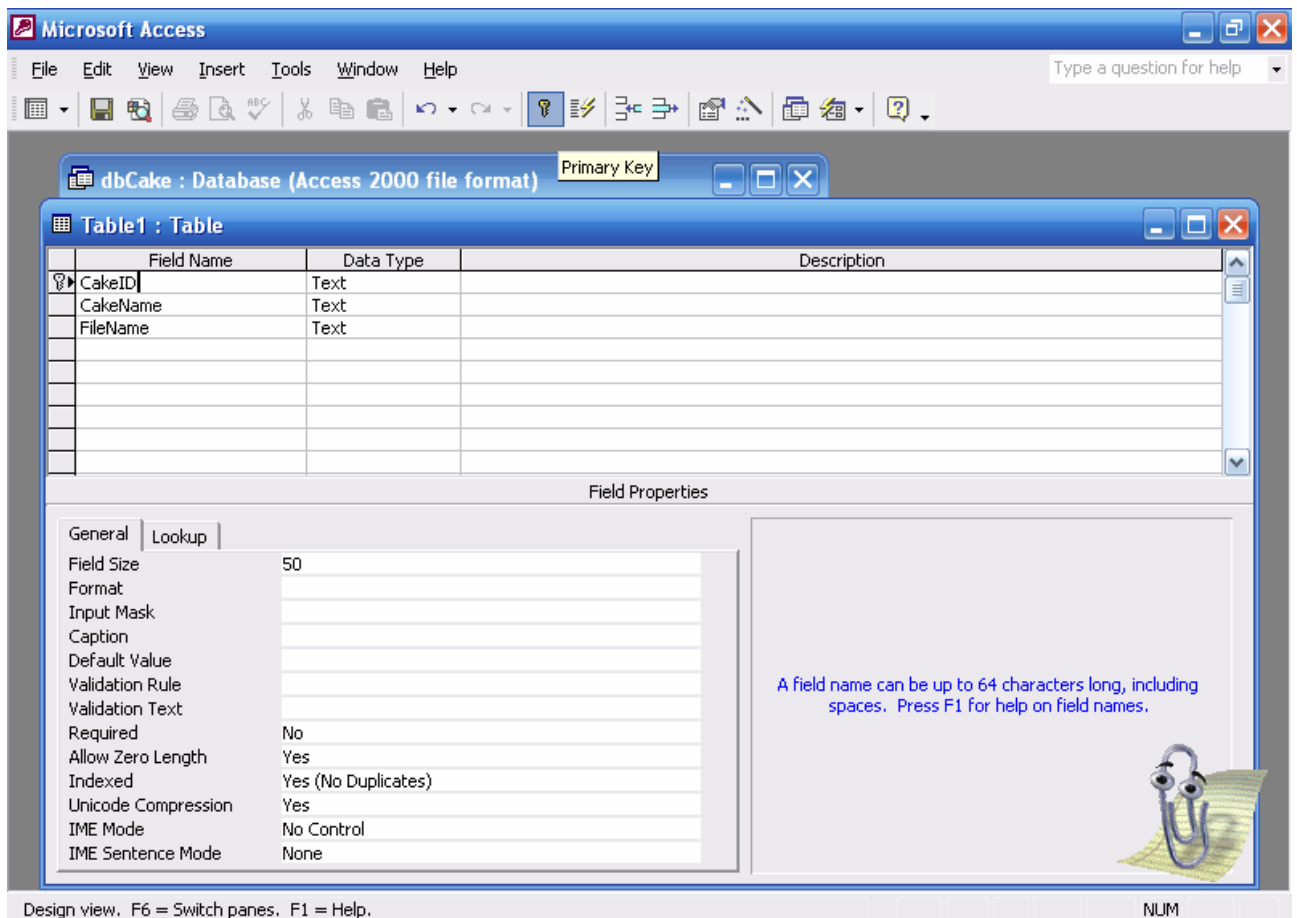 Microsoft Access
File Edit View Insert Tools Window Help Type a question for help
ABC
Primary Key
dbCake : Database (Access 2000 file format)
Table1 : Table
Field Name Data Type Description
CakeID Text
CakeName Text
FileName Text
Field Properties
General Lookup
Field Size 50
Format
Input Mask
Caption
Default Value
Validation Rule
Validation Text
Required No
Allow Zero Length Yes
Indexed Yes (No Duplicates)
Unicode Compression Yes
IME Mode No Control
IME Sentence Mode None
A field name can be up to 64 characters long, including
spaces. Press F1 for help on field names.
Design view. F6 = Switch panes. F1 = Help. NUM